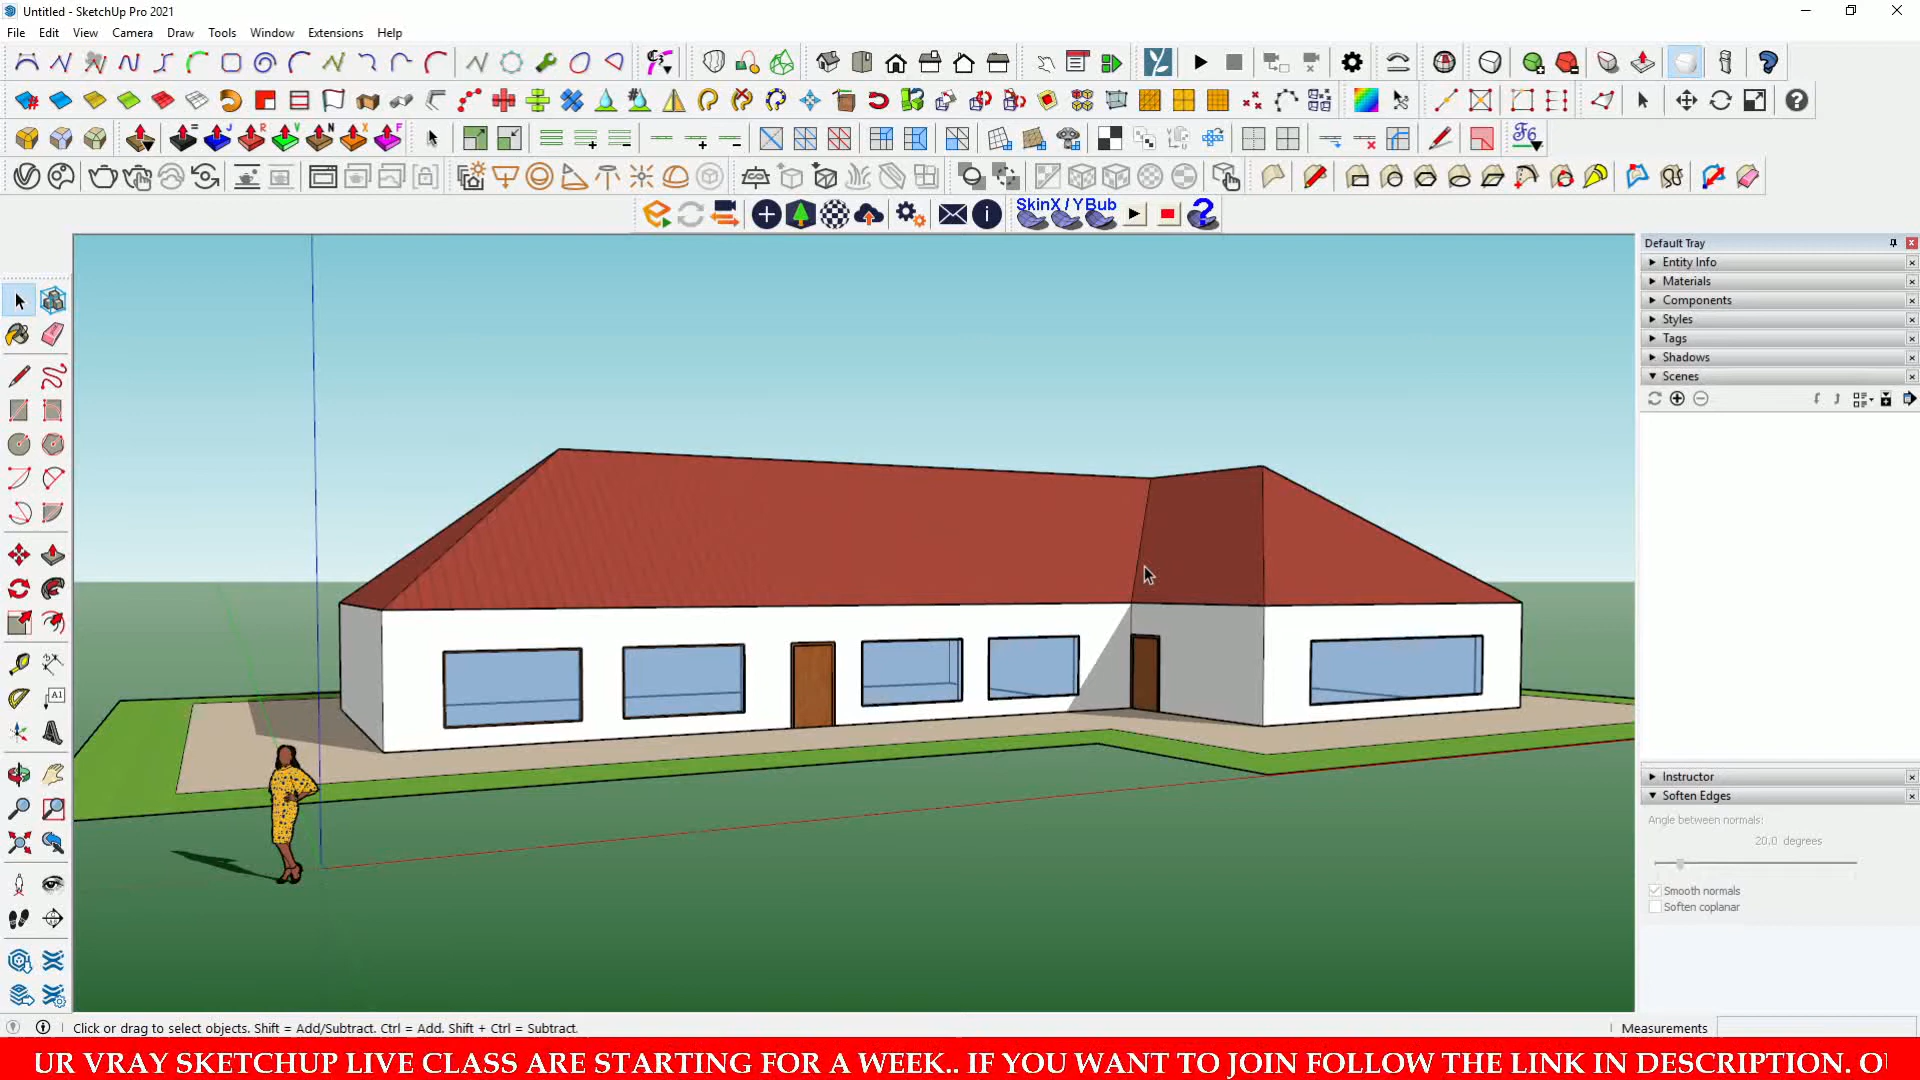 Untitled - SketchUp Pro 2021
File Edit View Camera Draw Tools Window Extensions Help
F6
SkinX / YBub
Default Tray
Entity Info
Materials
Components
Styles
Tags
Shadows
Scenes
A1
Instructor
Soften Edges
Angle between normals:
20.0 degrees
Smooth normals
Soften coplanar
Click or drag to select objects. Shift = Add/Subtract. Ctrl = Add. Shift + Ctrl = Subtract.
Measurements
UR VRAY SKETCHUP LIVE CLASS ARE STARTING FOR A WEEK.. IF YOU WANT TO JOIN FOLLOW THE LINK IN DESCRIPTION. O